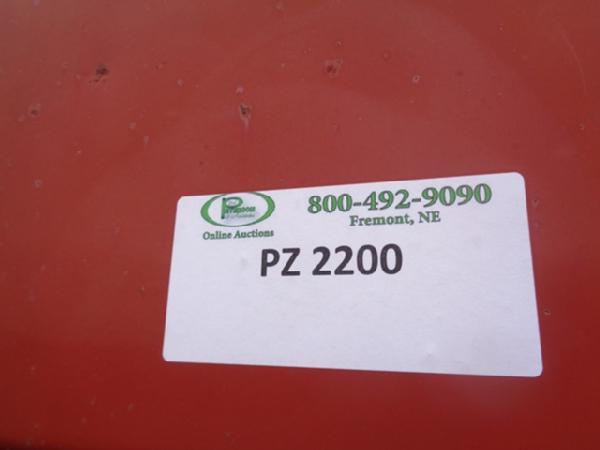 800-492-9090
Fremont, NE
Online Auctions
PZ 2200